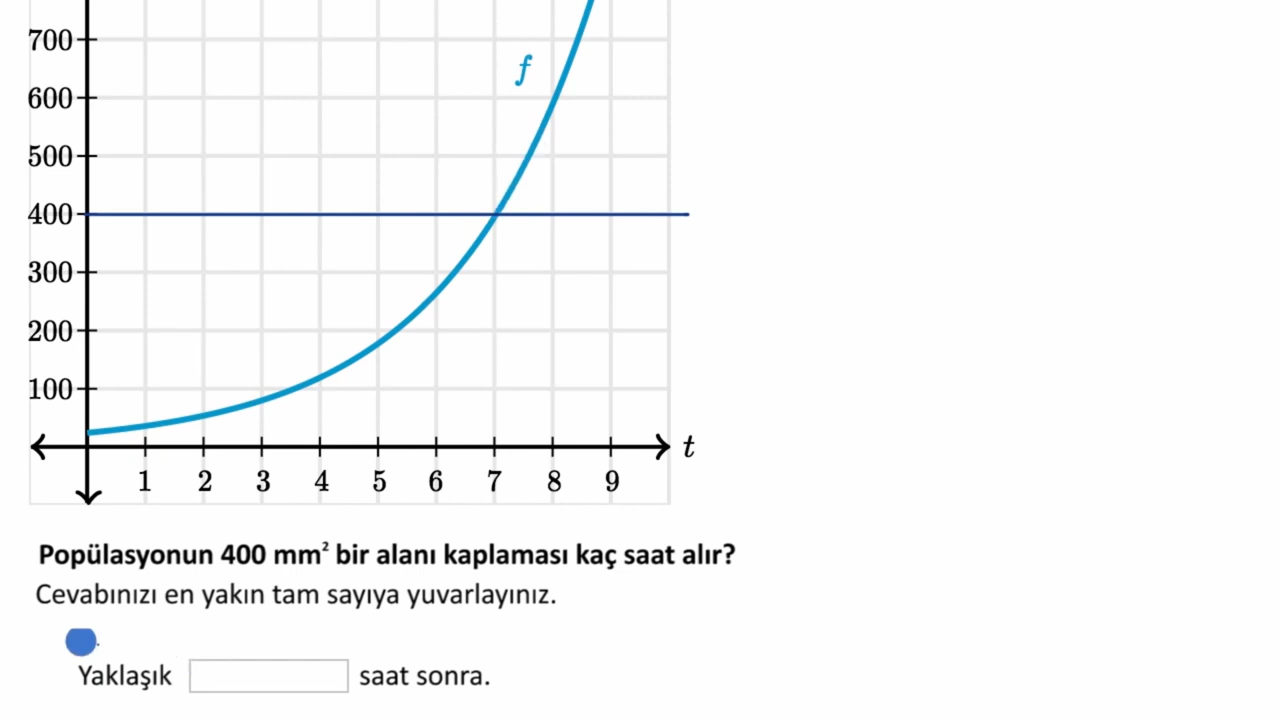 700
f
600
500
400
300
200
100
t
1 2 3 4 5 6 7 8 9
Popülasyonun 400 mm² bir alanı kaplaması kaç saat alır?
Cevabınızı en yakın tam sayıya yuvarlayınız.
Yaklaşık saat sonra.